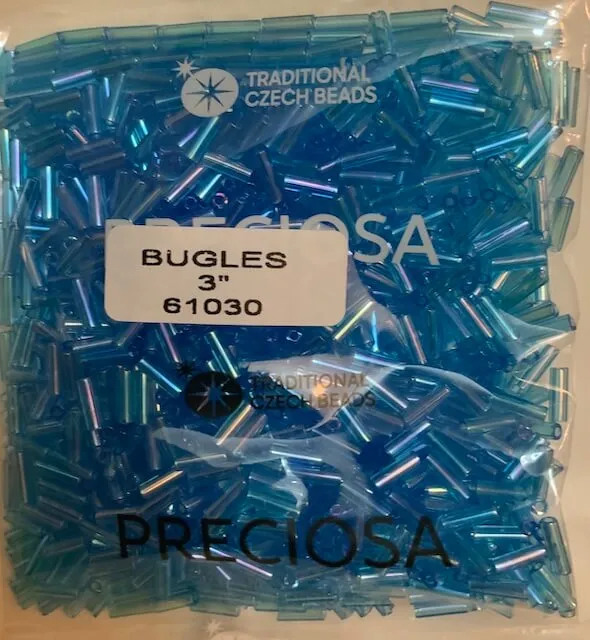 TRADITIONAL
CZECH BEADS
PRECIOSA
BUGLES
3"
61030
TRADITIONAL
CZECH BEADS
PRECIOSA